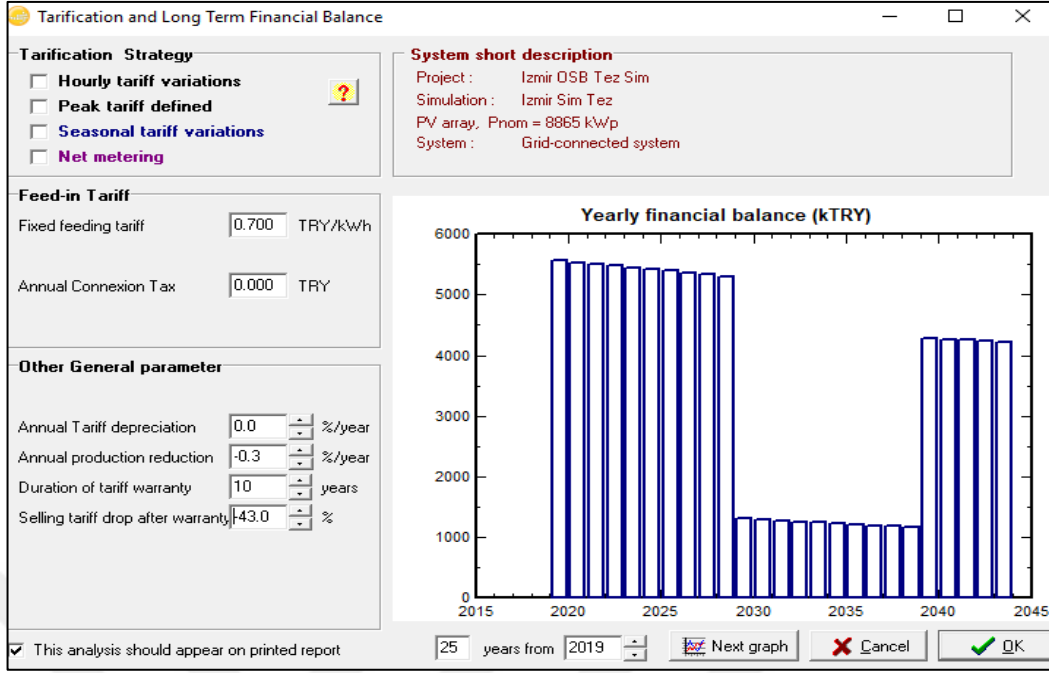 Tarification and Long Term Financial Balance
Tarification Strategy
Hourly tariff variations
Peak tariff defined
Seasonal tariff variations
Net metering
?
System short description
Project : Izmir OSB Tez Sim
Simulation : Izmir Sim Tez
PV array, Pnom = 8865 kWp
System : Grid-connected system
Feed-in Tariff
Fixed feeding tariff 0.700 TRY/kWh
Annual Connexion Tax 0.000 TRY
Other General parameter
Annual Tariff depreciation 0.0 %/year
Annual production reduction -0.3 %/year
Duration of tariff warranty 10 years
Selling tariff drop after warranty -43.0 %
Yearly financial balance (kTRY)
6000
5000
4000
3000
2000
1000
0
2015 2020 2025 2030 2035 2040 2045
This analysis should appear on printed report
25 years from 2019
Next graph
Cancel
OK